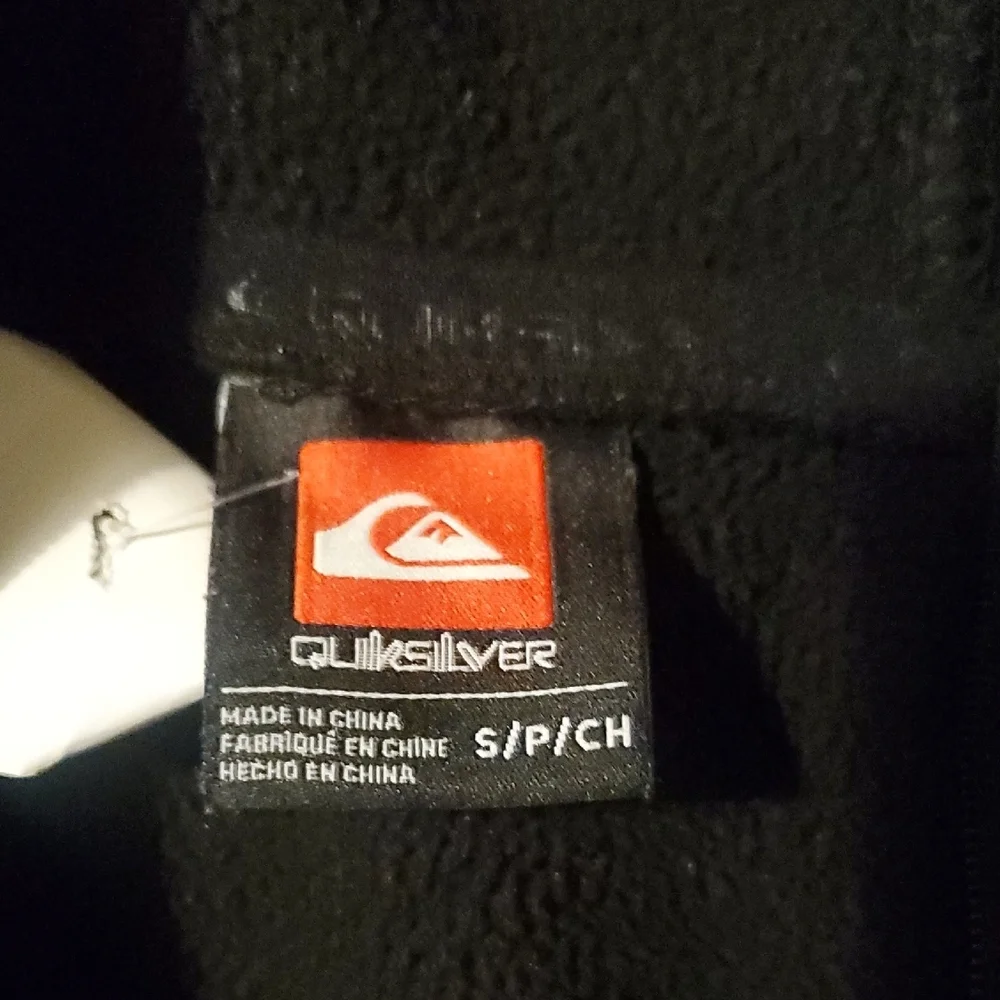 QUIKSILVER
MADE IN CHINA
FABRIQUÉ EN CHINE
HECHO EN CHINA
S/P/CH